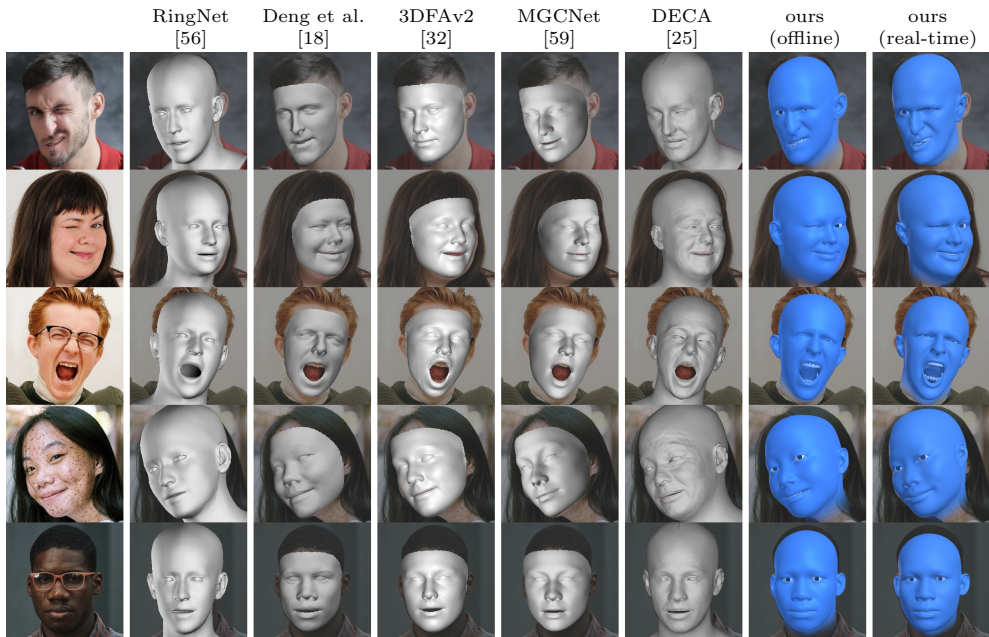 RingNet Deng et al. 3DFAv2 MGCNet DECA ours ours
[56] [18] [32] [59] [25] (offline) (real-time)